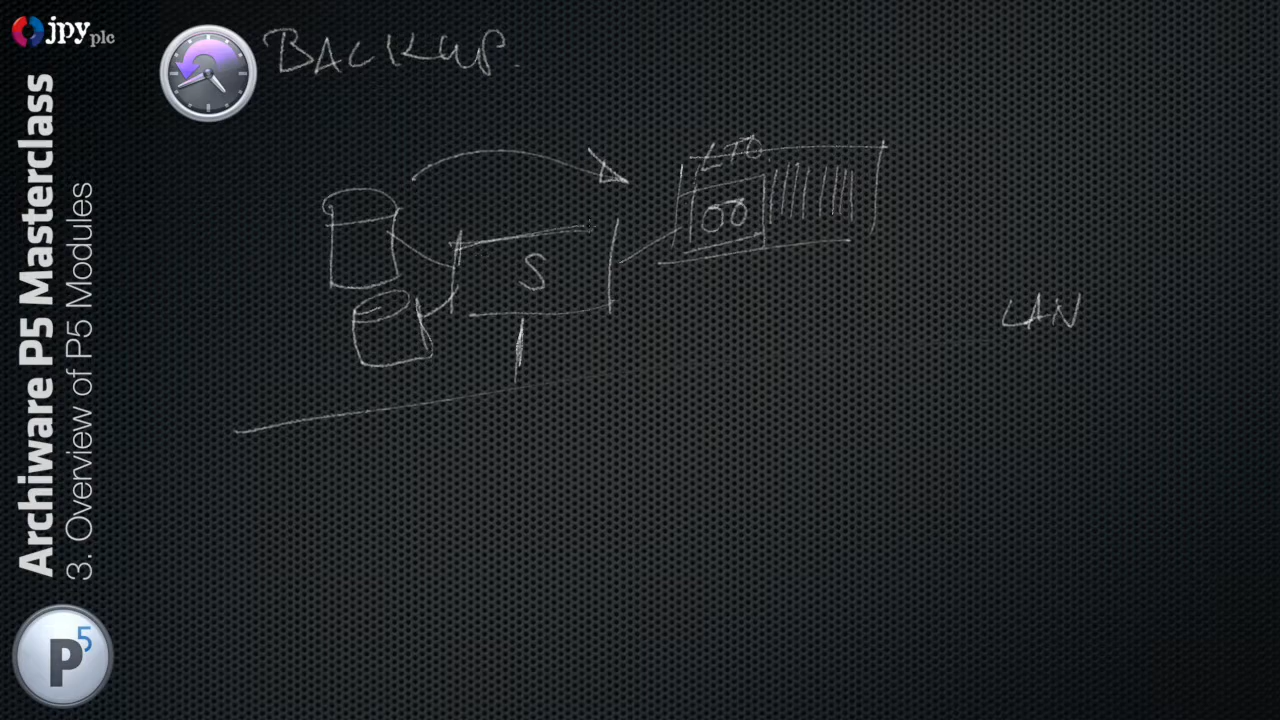 jpy plc
BACKUP.
LTO
S
LAN
Archiware P5 Masterclass
3. Overview of P5 Modules
P5